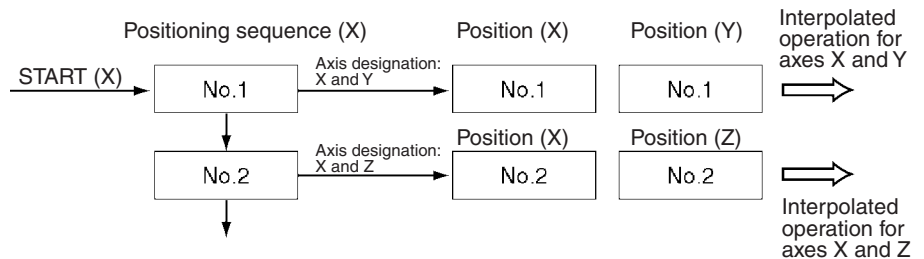 Positioning sequence (X)
Position (X)
Position (Y)
Interpolated
operation for
axes X and Y
START (X)
No.1
Axis designation:
X and Y
No.1
No.1
Position (X)
Position (Z)
No.2
Axis designation:
X and Z
No.2
No.2
Interpolated
operation for
axes X and Z